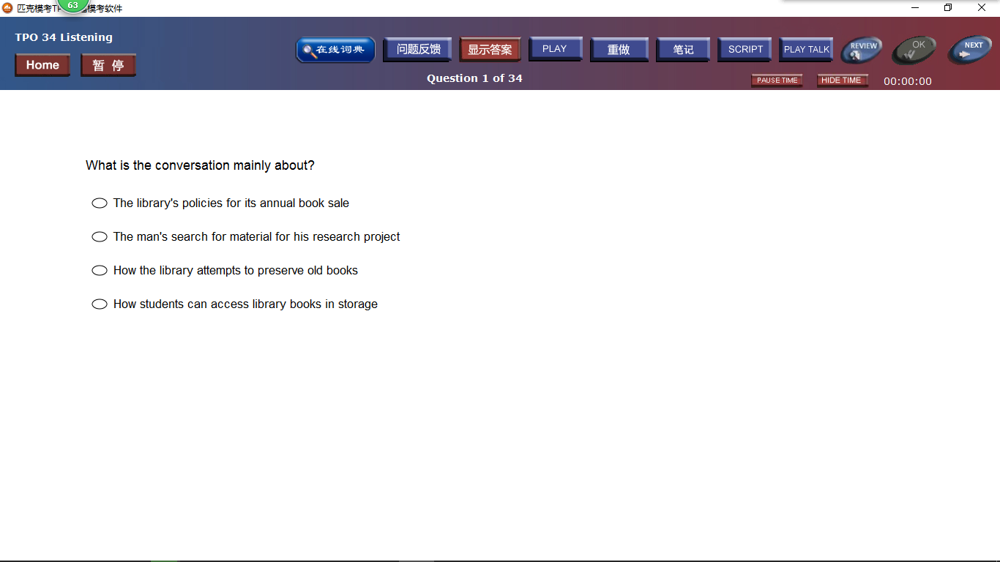 匹克模考
模考软件
63
TPO 34 Listening
Home
暂 停
在线词典
问题反馈
显示答案
PLAY
重做
笔记
SCRIPT
PLAY TALK
REVIEW
OK
NEXT
Question 1 of 34
PAUSE TIME
HIDE TIME
00:00:00
What is the conversation mainly about?
The library's policies for its annual book sale
The man's search for material for his research project
How the library attempts to preserve old books
How students can access library books in storage